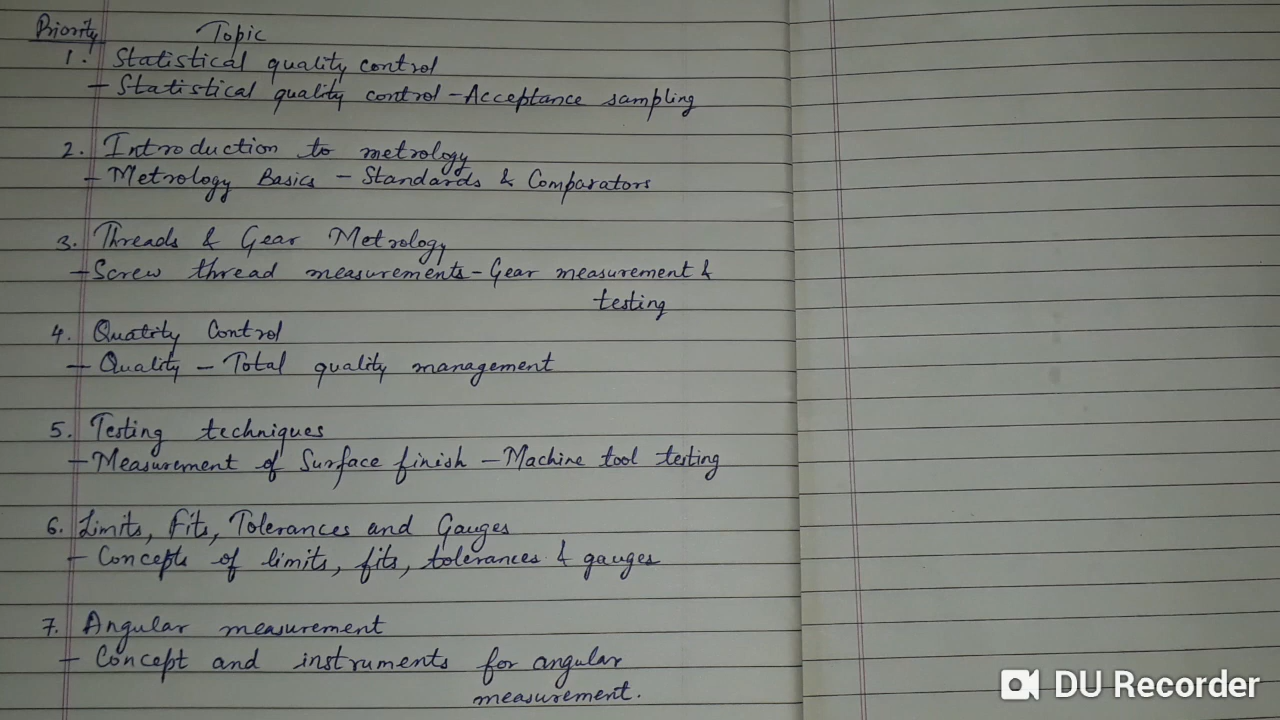 Priority Topic
1. Statistical quality control
- Statistical quality control - Acceptance sampling
2. Introduction to metrology
- Metrology Basics - Standards & Comparators
3. Threads & Gear Metrology
- Screw thread measurements - Gear measurement &
testing
4. Quality Control
- Quality - Total quality management
5. Testing techniques
- Measurement of Surface finish - Machine tool testing
6. Limits, Fits, Tolerances and Gauges
- Concepts of limits, fits, tolerances & gauges
7. Angular measurement
- Concept and instruments for angular
measurement.
DU Recorder